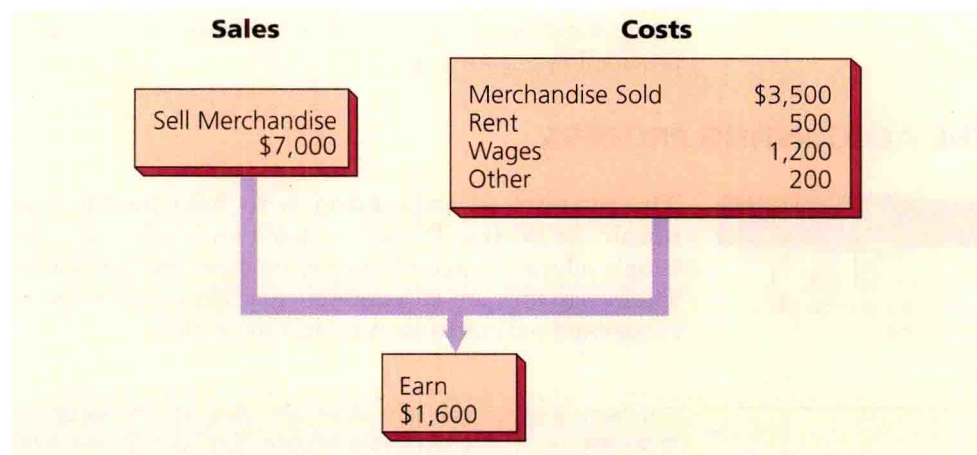 Sales
Costs
Sell Merchandise
$7,000
Merchandise Sold $3,500
Rent 500
Wages 1,200
Other 200
Earn
$1,600